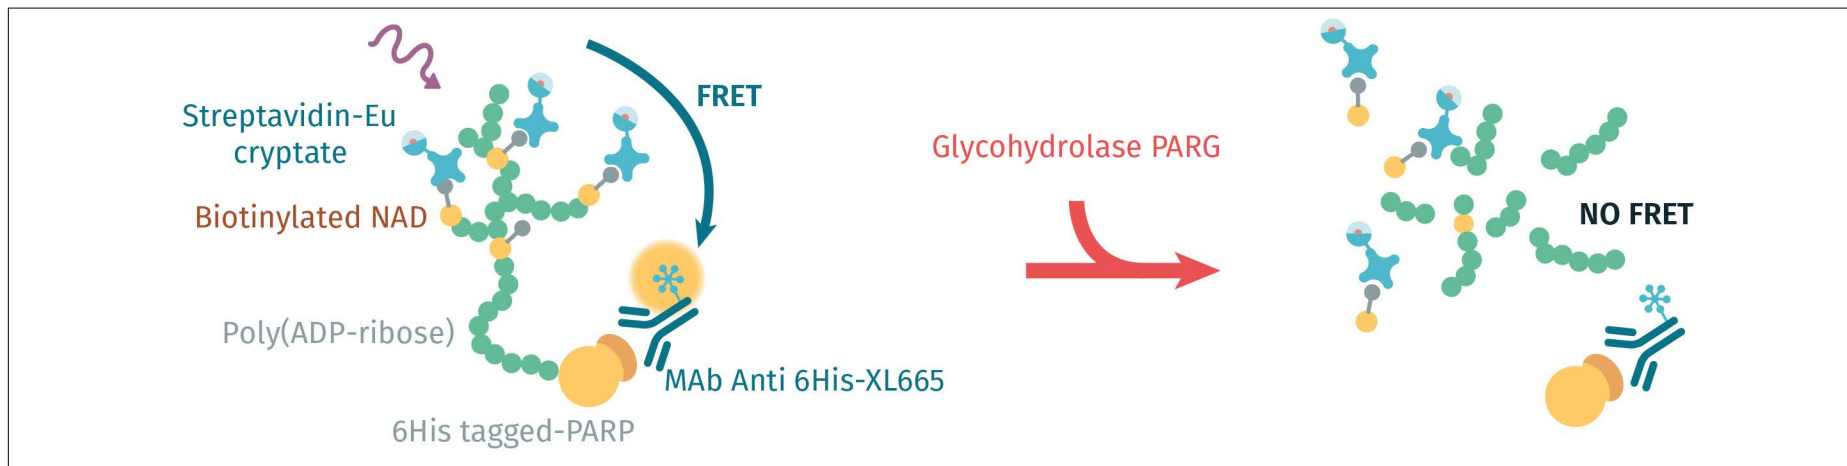 Streptavidin-Eu
cryptate
FRET
Biotinylated NAD
Poly(ADP-ribose)
MAb Anti 6His-XL665
6His tagged-PARP
Glycohydrolase PARG
NO FRET